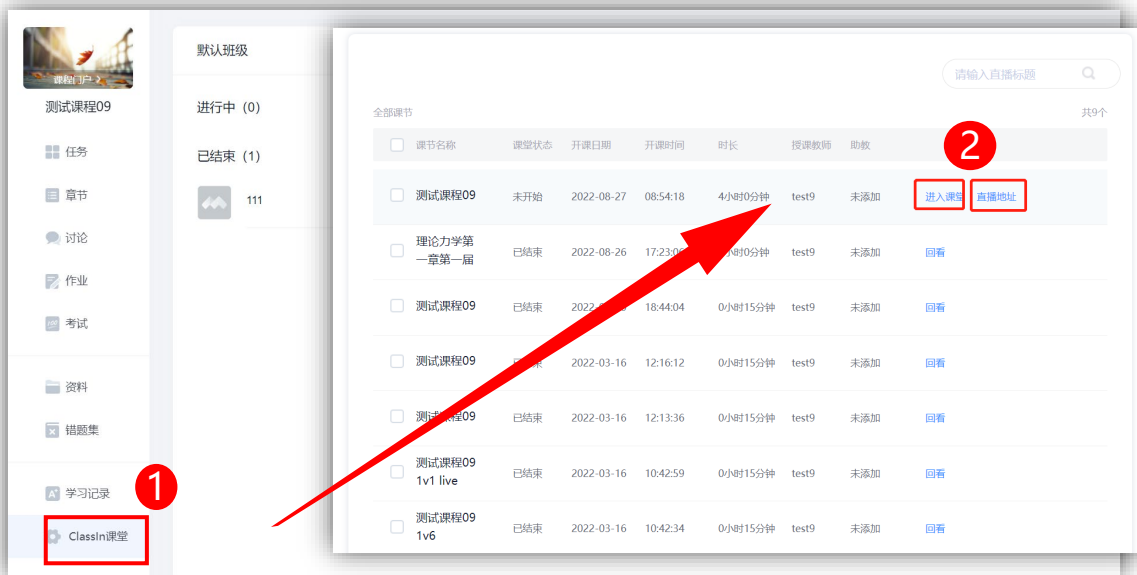 课程门户 >
测试课程09
任务
章节
讨论
作业
考试
资料
错题集
学习记录
1
ClassIn课堂
默认班级
进行中（0）
已结束（1）
111
请输入直播标题
全部课节 共9个
课节名称 课堂状态 开课日期 开课时间 时长 授课教师 助教
2
测试课程09 未开始 2022-08-27 08:54:18 4小时0分钟 test9 未添加 进入课堂 直播地址
理论力学第
一章第一届 已结束 2022-08-26 17:23:06 小时0分钟 test9 未添加 回看
测试课程09 已结束 18:44:04 0小时15分钟 test9 未添加 回看
测试课程09 2022-03-16 12:16:12 0小时15分钟 test9 未添加 回看
测试课程09 已结束 2022-03-16 12:13:36 0小时15分钟 test9 未添加 回看
测试课程09
1v1 live 已结束 2022-03-16 10:42:59 0小时15分钟 test9 未添加 回看
测试课程09
1v6 已结束 2022-03-16 10:42:34 0小时15分钟 test9 未添加 回看